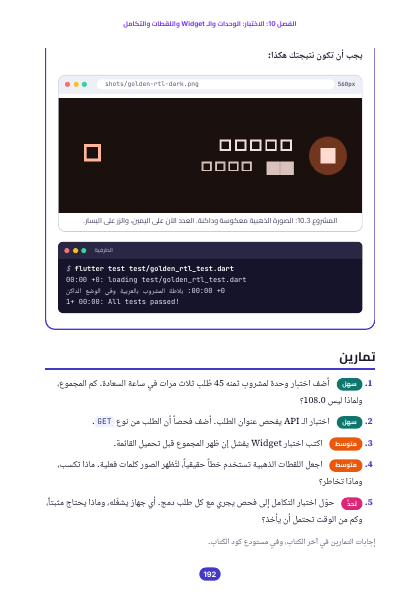 الفصل 10: الاختبار: الوحدات والـ Widget واللقطات والتكامل
يجب أن تكون نتيجتك هكذا:
shots/golden-rtl-dark.png
560px
المشروع 10.3: الصورة الذهبية معكوسة وداكنة. العدد الآن على اليمين، والزر على اليسار.
الطرفية
$ flutter test test/golden_rtl_test.dart
00:00 +0: loading test/golden_rtl_test.dart
00:00 +0: بلاطة المشروب بالعربية وفي الوضع الداكن
00:00 +1: All tests passed!
تمارين
1. سهل أضف اختبار وحدة لمشروب ثمنه 45 طُلب ثلاث مرات في ساعة السعادة. كم المجموع،
ولماذا ليس 108.0؟
2. سهل اختبار الـ API يفحص عنوان الطلب. أضف فحصاً أن الطلب من نوع GET .
3. متوسط اكتب اختبار Widget يفشل إن ظهر المجموع قبل تحميل القائمة.
4. متوسط اجعل اللقطات الذهبية تستخدم خطاً حقيقياً، لتُظهر الصور كلمات فعلية. ماذا تكسب،
وماذا تخاطر؟
5. تحدٍّ حوّل اختبار التكامل إلى فحص يجري مع كل طلب دمج. أي جهاز يشغّله، وماذا يحتاج مثبتاً،
وكم من الوقت تحتمل أن يأخذ؟
إجابات التمارين في آخر الكتاب، وفي مستودع كود الكتاب.
192